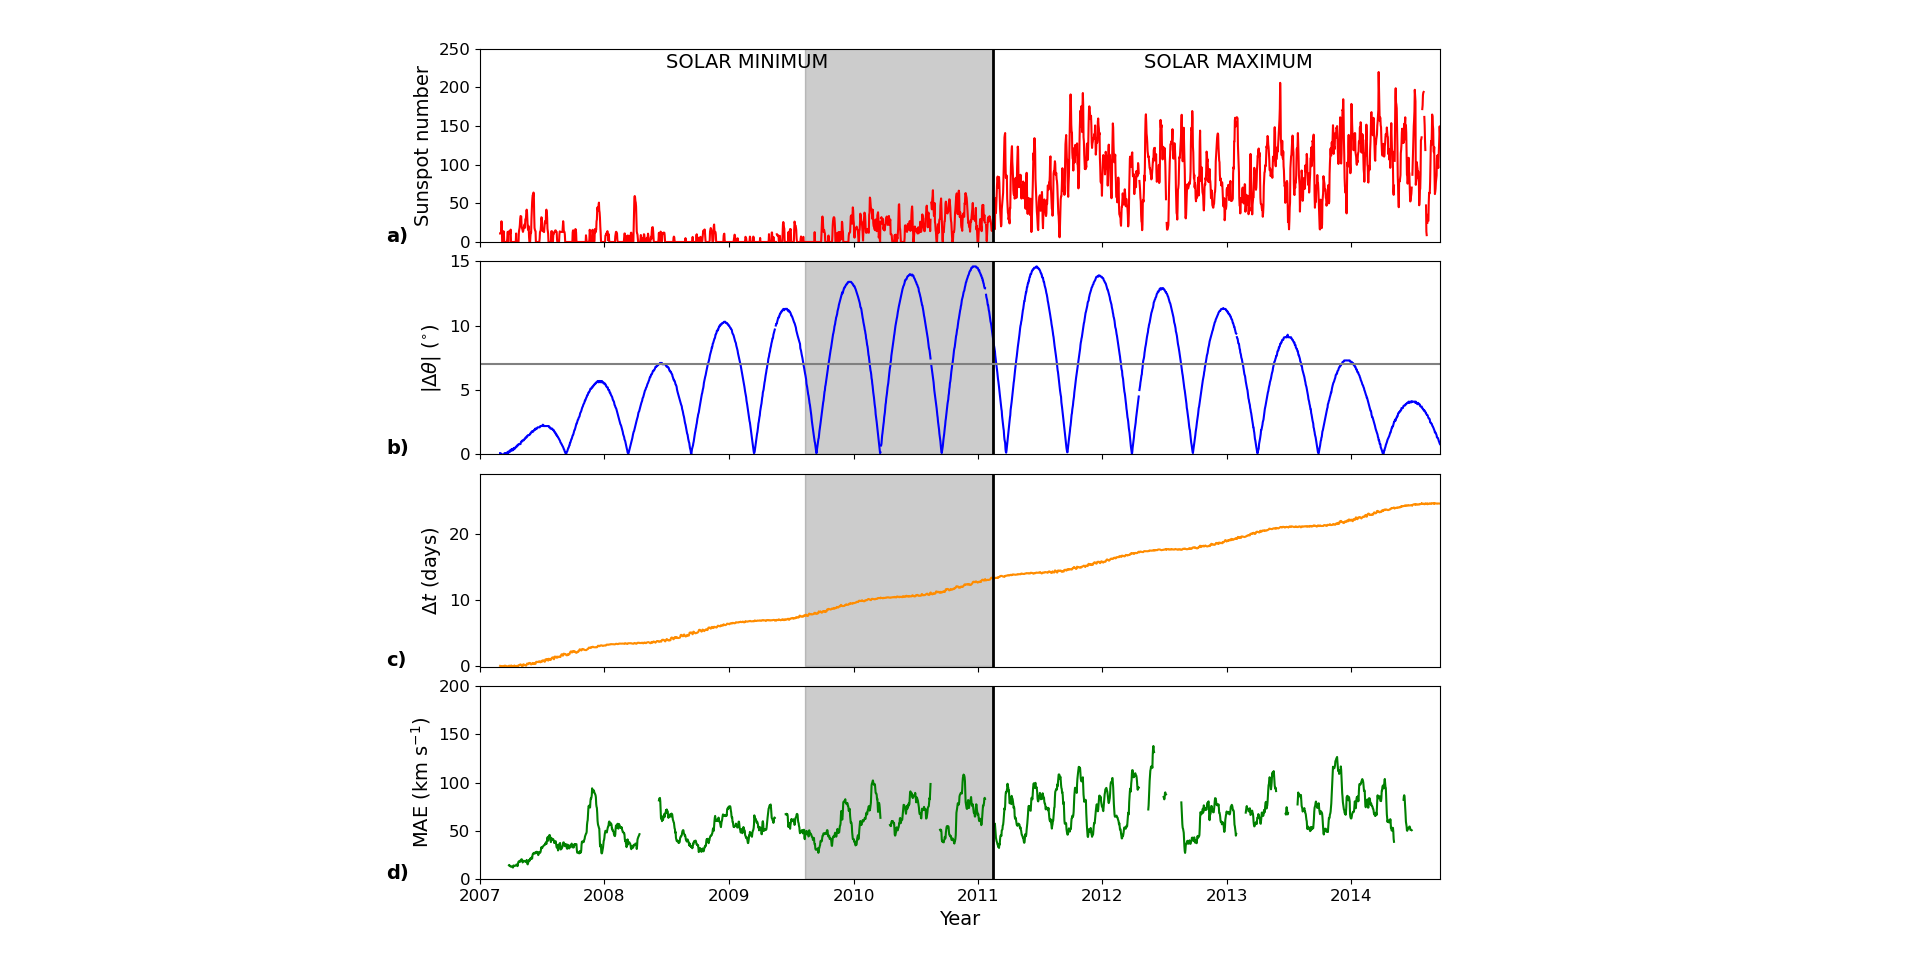 SOLAR MINIMUM SOLAR MAXIMUM
Sunspot number
250
200
150
100
50
0
a)
|Δθ| (°)
15
10
5
0
b)
Δt (days)
20
10
0
c)
MAE (km s⁻¹)
200
150
100
50
0
d)
2007 2008 2009 2010 2011 2012 2013 2014
Year